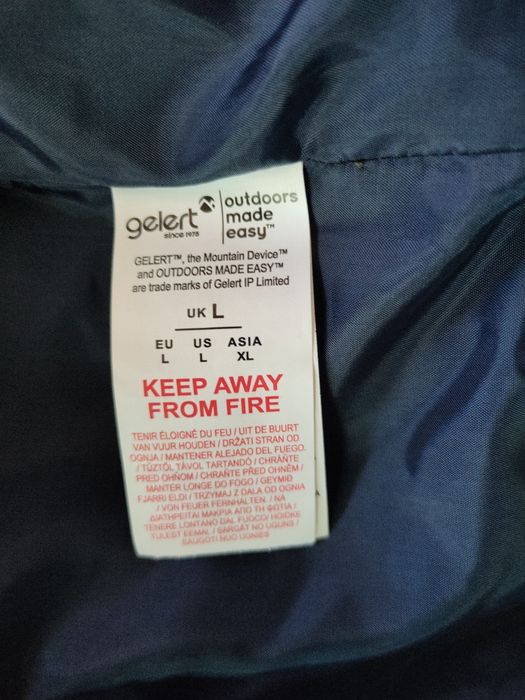 gelert
since 1978
outdoors
made
easy™
GELERT™, the Mountain Device™
and OUTDOORS MADE EASY™
are trade marks of Gelert IP Limited
UK L
EU US ASIA
L L XL
KEEP AWAY
FROM FIRE
TENIR ÉLOIGNÉ DU FEU / UIT DE BUURT
VAN VUUR HOUDEN / DRŽATI STRAN OD
OGNJA / MANTENER ALEJADO DEL FUEGO.
/ TŰZTŐL TÁVOL TARTANDÓ / CHRÁŇTE
PRED OHŇOM / CHRAŇTE PŘED OHNĚM /
MANTER LONGE DO FOGO / GEYMIÐ
FJARRI ELDI / TRZYMAJ Z DALA OD OGNIA
/ VON FEUER FERNHALTEN. / NA
ΔΙΑΤΗΡΕΙΤΑΙ ΜΑΚΡΙΑ ΑΠΟ ΤΗ ΦΩΤΙΑ /
TENERE LONTANO DAL FUOCO/ HOIDKE
TULEST EEMAL / SARGĀT NO UGUNS /
SAUGOTI NUO UGNIES